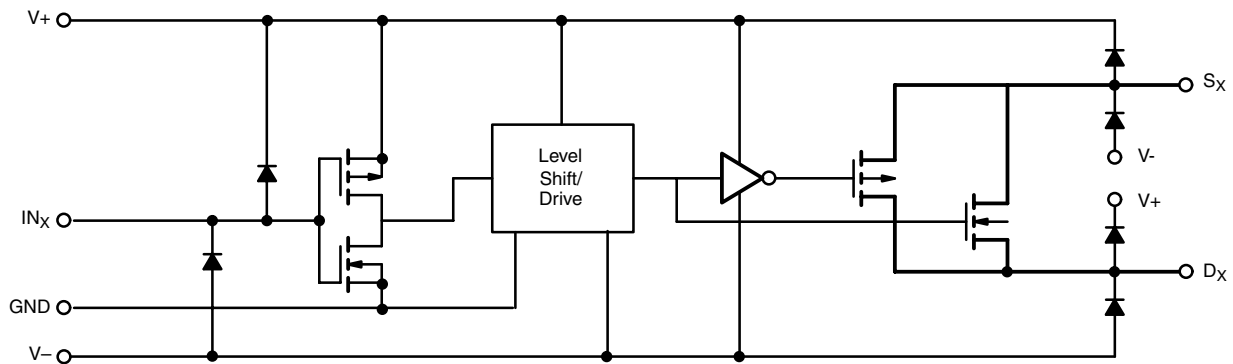 V+
SX
Level
Shift/
Drive
V-
V+
INX
DX
GND
V–